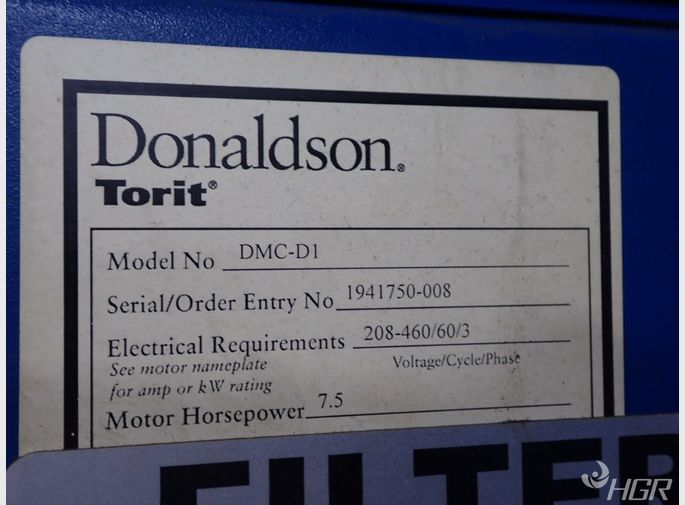 Donaldson®
Torit®
Model No DMC-D1
Serial/Order Entry No 1941750-008
Electrical Requirements 208-460/60/3
See motor nameplate Voltage/Cycle/Phase
for amp or kW rating
Motor Horsepower 7.5
FILTER
HGR